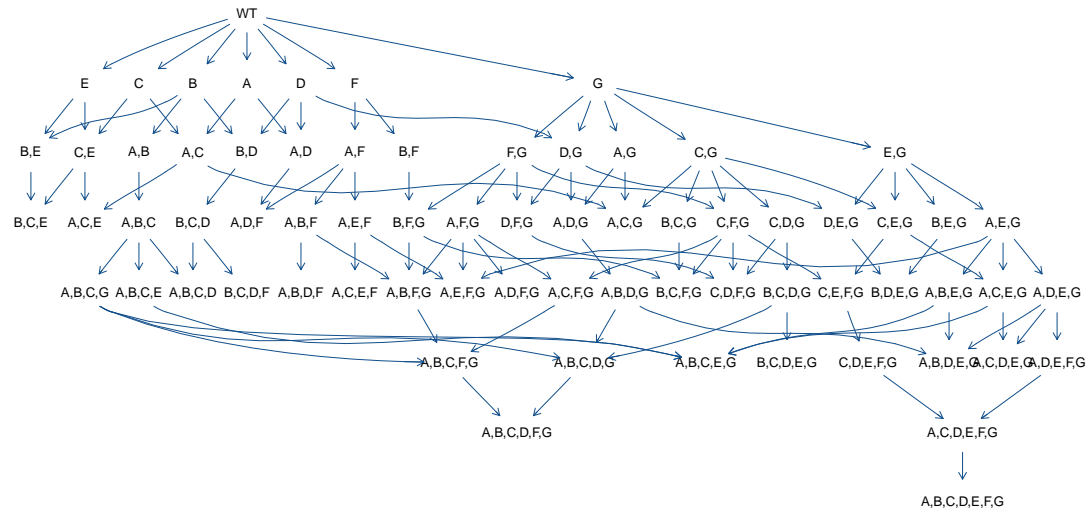 WT
E C B A D F G
B,E C,E A,B A,C B,D A,D A,F B,F F,G D,G A,G C,G E,G
B,C,E A,C,E A,B,C B,C,D A,D,F A,B,F A,E,F B,F,G A,F,G D,F,G A,D,G A,C,G B,C,G C,F,G C,D,G D,E,G C,E,G B,E,G A,E,G
A,B,C,G A,B,C,E A,B,C,D B,C,D,F A,B,D,F A,C,E,F A,B,F,G A,E,F,G A,D,F,G A,C,F,G A,B,D,G B,C,F,G C,D,F,G B,C,D,G C,E,F,G B,D,E,G A,B,E,G A,C,E,G A,D,E,G
A,B,C,F,G A,B,C,D,G A,B,C,E,G B,C,D,E,G C,D,E,F,G A,B,D,E,G A,C,D,E,G A,D,E,F,G
A,B,C,D,F,G A,C,D,E,F,G
A,B,C,D,E,F,G